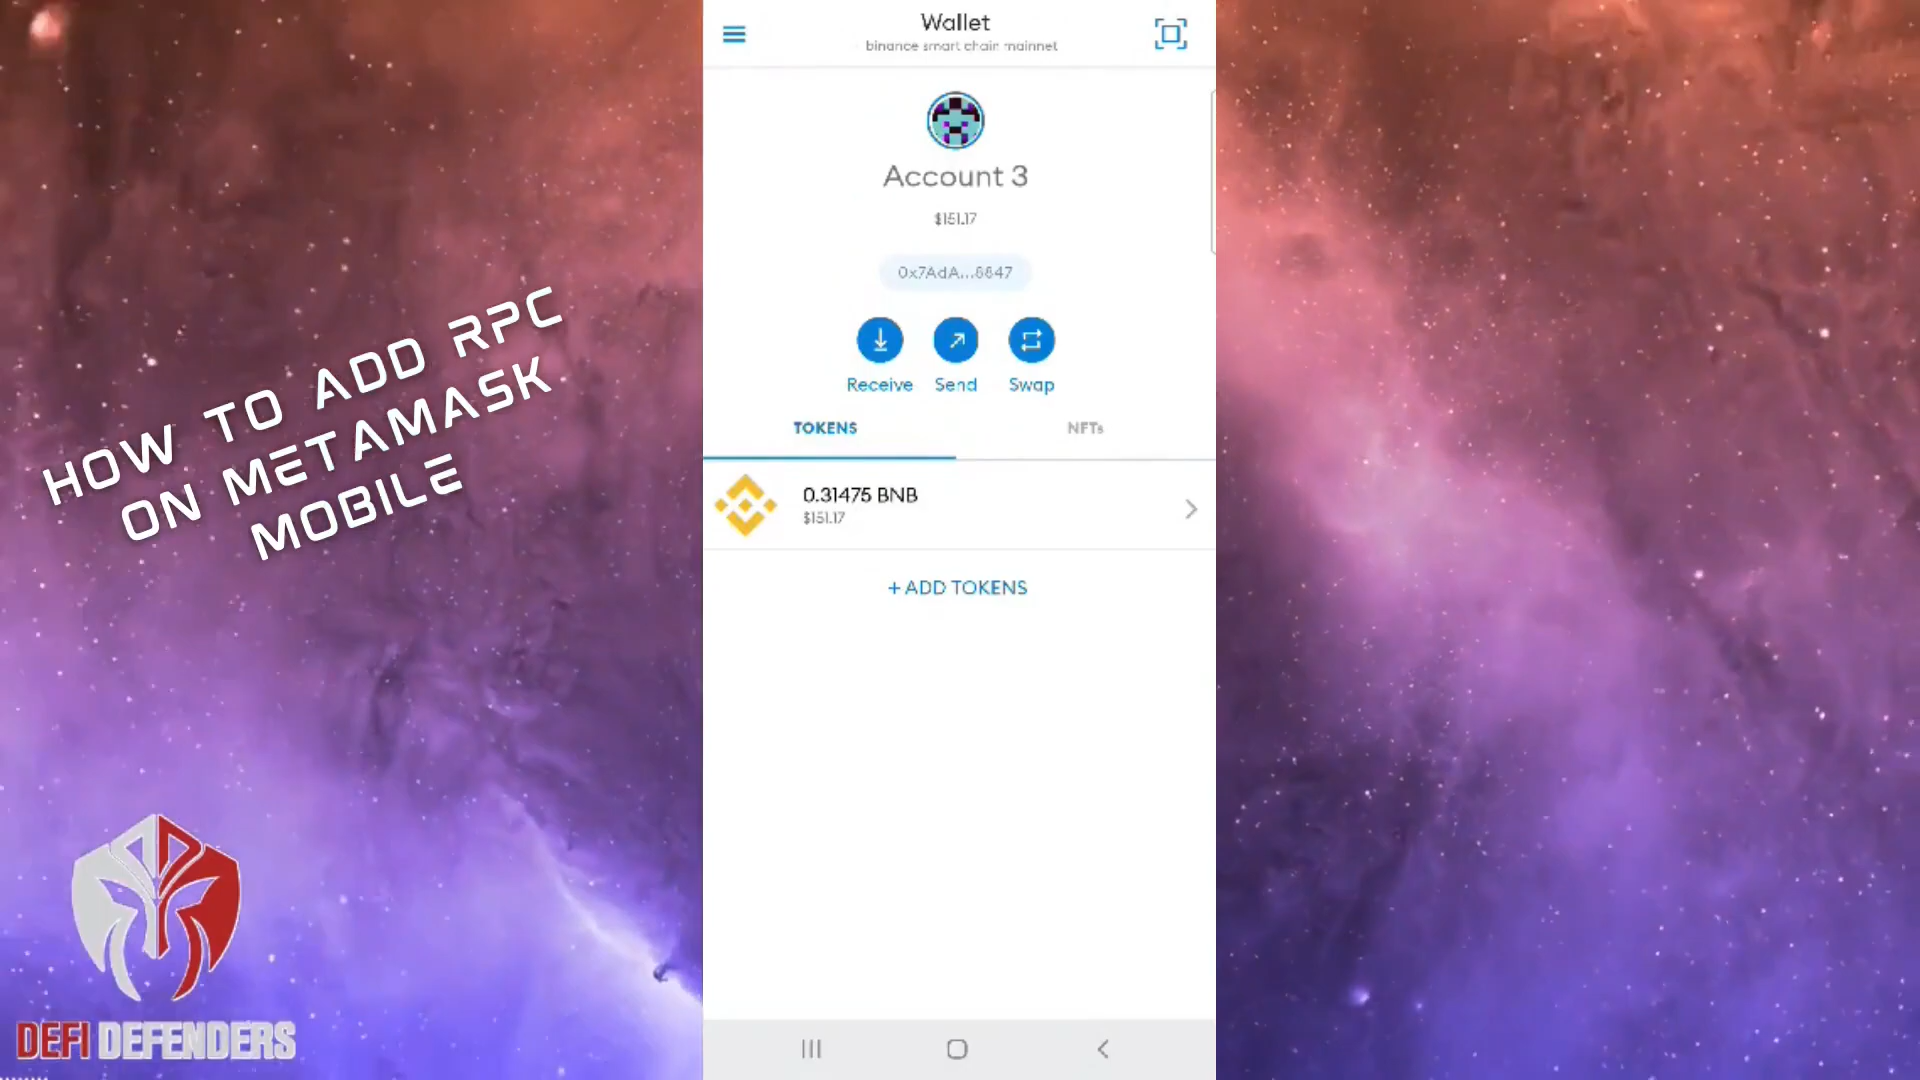 HOW TO ADD RPC
ON METAMASK
MOBILE
DEFI DEFENDERS
Wallet
binance smart chain mainnet
Account 3
$151.17
0x7AdA...6847
Receive
Send
Swap
TOKENS
NFTs
0.31475 BNB
$151.17
+ ADD TOKENS